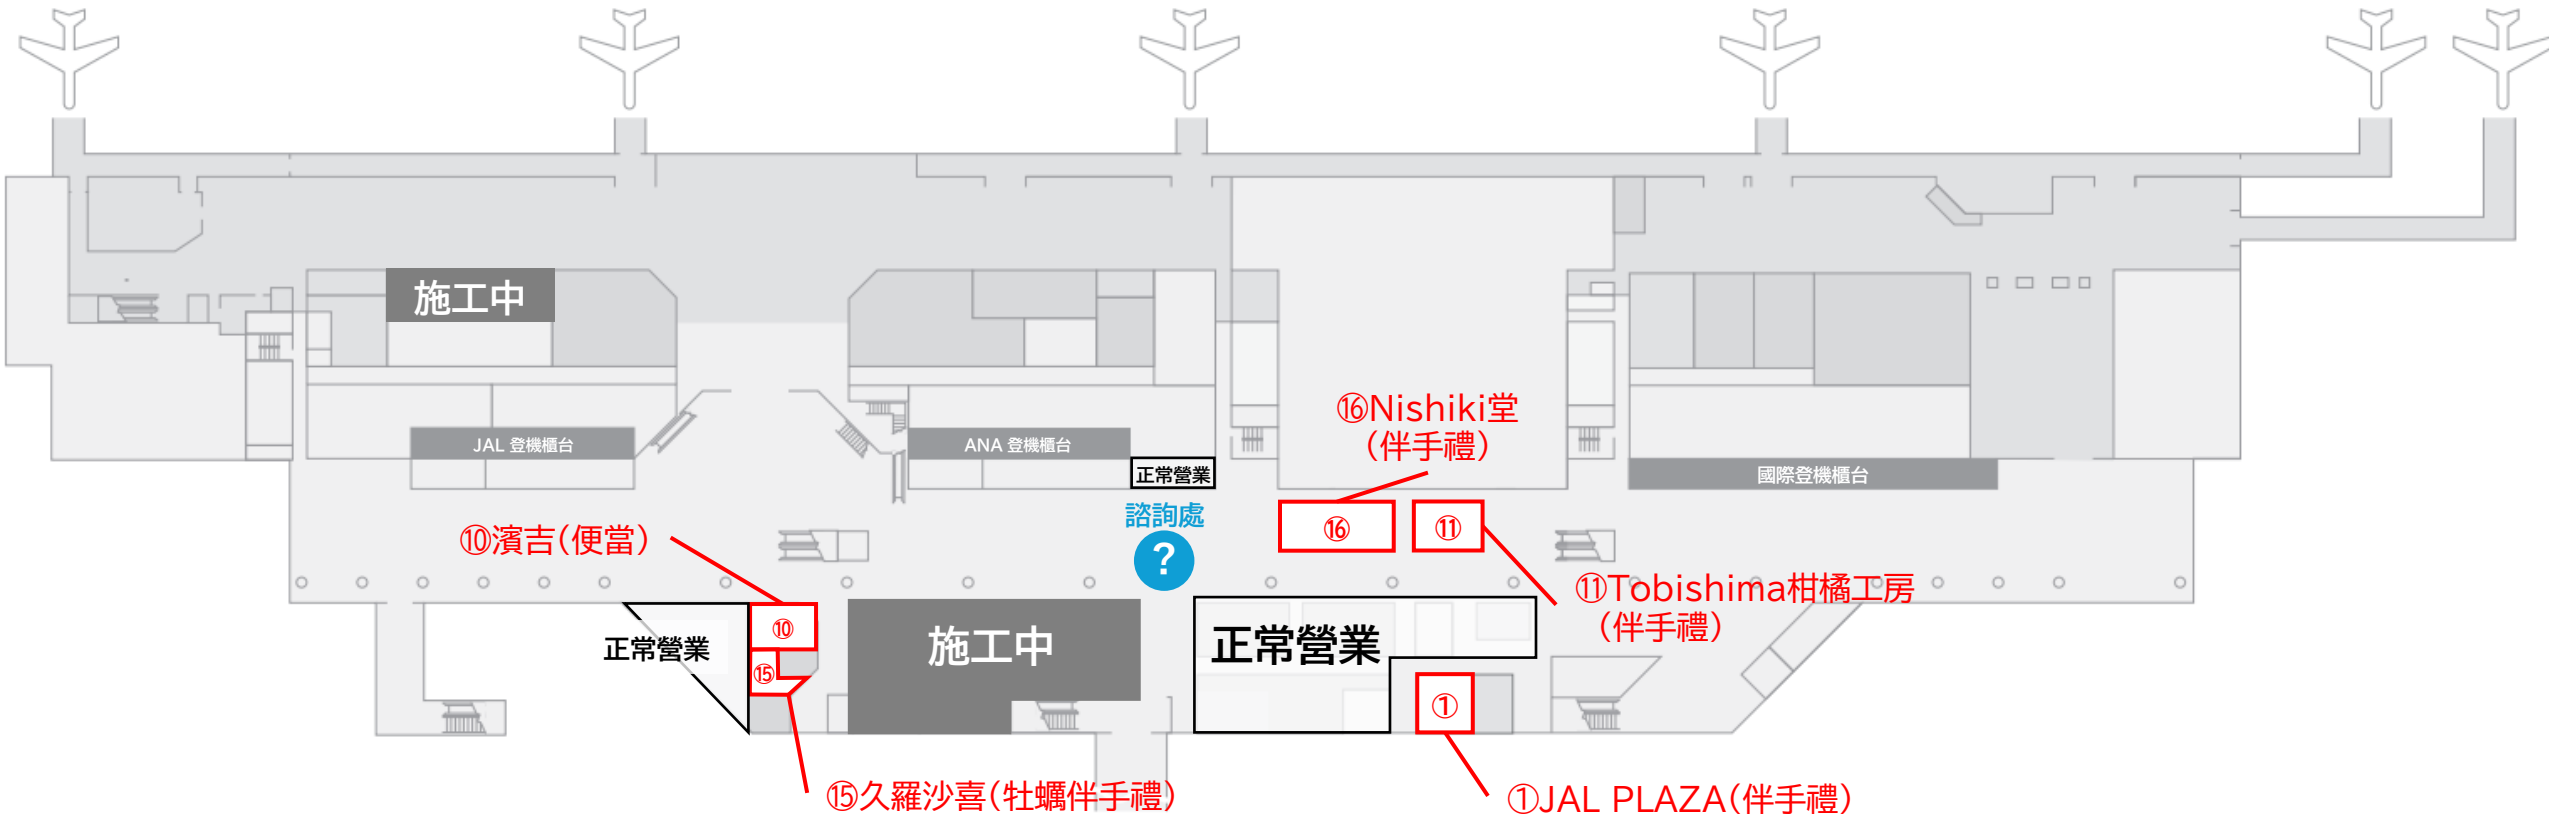 施工中
⑯Nishiki堂
(伴手禮)
JAL 登機櫃台
ANA 登機櫃台
正常營業
國際登機櫃台
諮詢處
?
⑯
⑪
⑩濱吉(便當)
⑪Tobishima柑橘工房
(伴手禮)
⑩
正常營業
⑮
施工中
正常營業
①
⑮久羅沙喜(牡蠣伴手禮)
①JAL PLAZA(伴手禮)